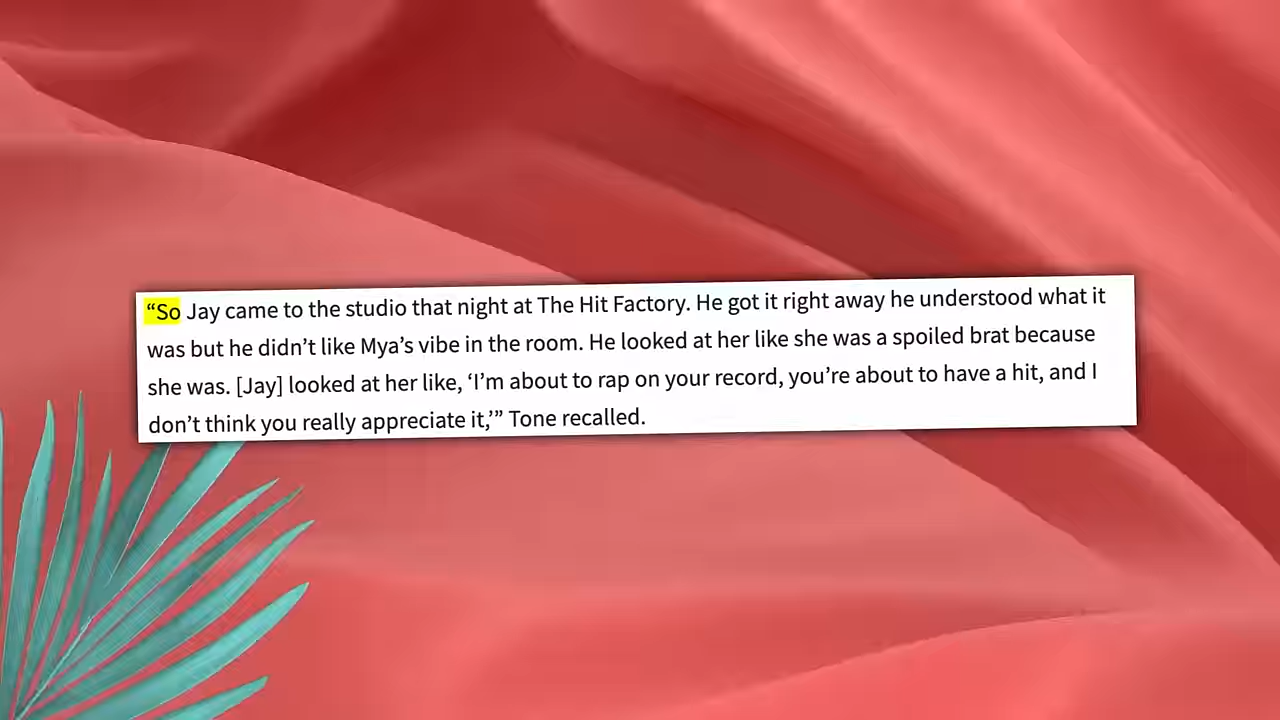 “So Jay came to the studio that night at The Hit Factory. He got it right away he understood what it
was but he didn’t like Mya’s vibe in the room. He looked at her like she was a spoiled brat because
she was. [Jay] looked at her like, ‘I’m about to rap on your record, you’re about to have a hit, and I
don’t think you really appreciate it,’” Tone recalled.